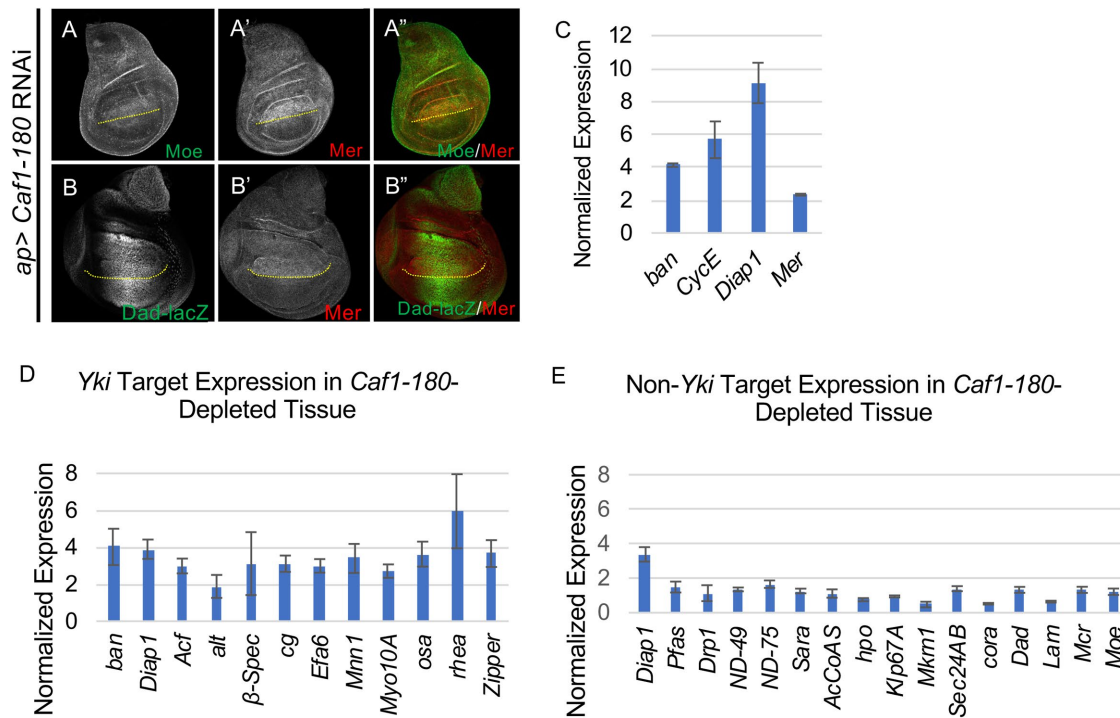 ap> Caf1-180 RNAi
A
Moe
A'
Mer
A"
Moe/Mer
B
Dad-lacZ
B'
Mer
B"
Dad-lacZ/Mer
C
Normalized Expression
12
10
8
6
4
2
0
ban
CycE
Diap1
Mer
D
Yki Target Expression in Caf1-180-
Depleted Tissue
Normalized Expression
8
6
4
2
0
ban
Diap1
Acf
alt
β-Spec
cg
Efa6
Mnn1
Myo10A
osa
rhea
Zipper
E
Non-Yki Target Expression in Caf1-180-
Depleted Tissue
Normalized Expression
8
6
4
2
0
Diap1
Pfas
Drp1
ND-49
ND-75
Sara
AcCoAS
hpo
Klp67A
Mkrn1
Sec24AB
cora
Dad
Lam
Mcr
Moe